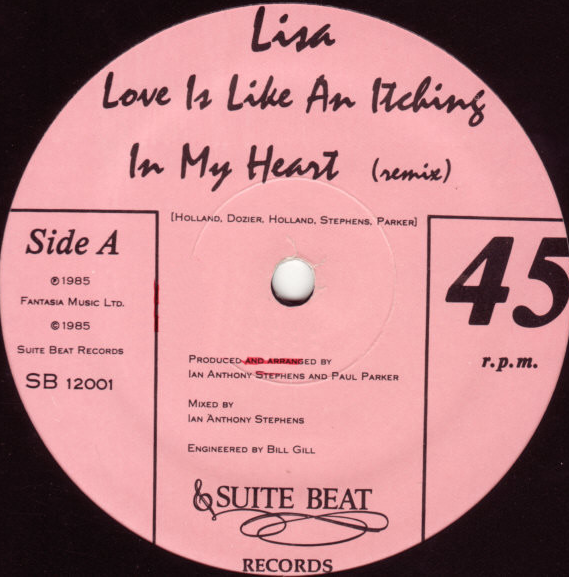 Lisa
Love Is Like An Itching
In My Heart (remix)
[Holland, Dozier, Holland, Stephens, Parker]
Side A
℗1985
Fantasia Music Ltd.
©1985
Suite Beat Records
SB 12001
45
r.p.m.
Produced and arranged by
Ian Anthony Stephens and Paul Parker
Mixed by
Ian Anthony Stephens
Engineered by Bill Gill
SUITE BEAT
RECORDS